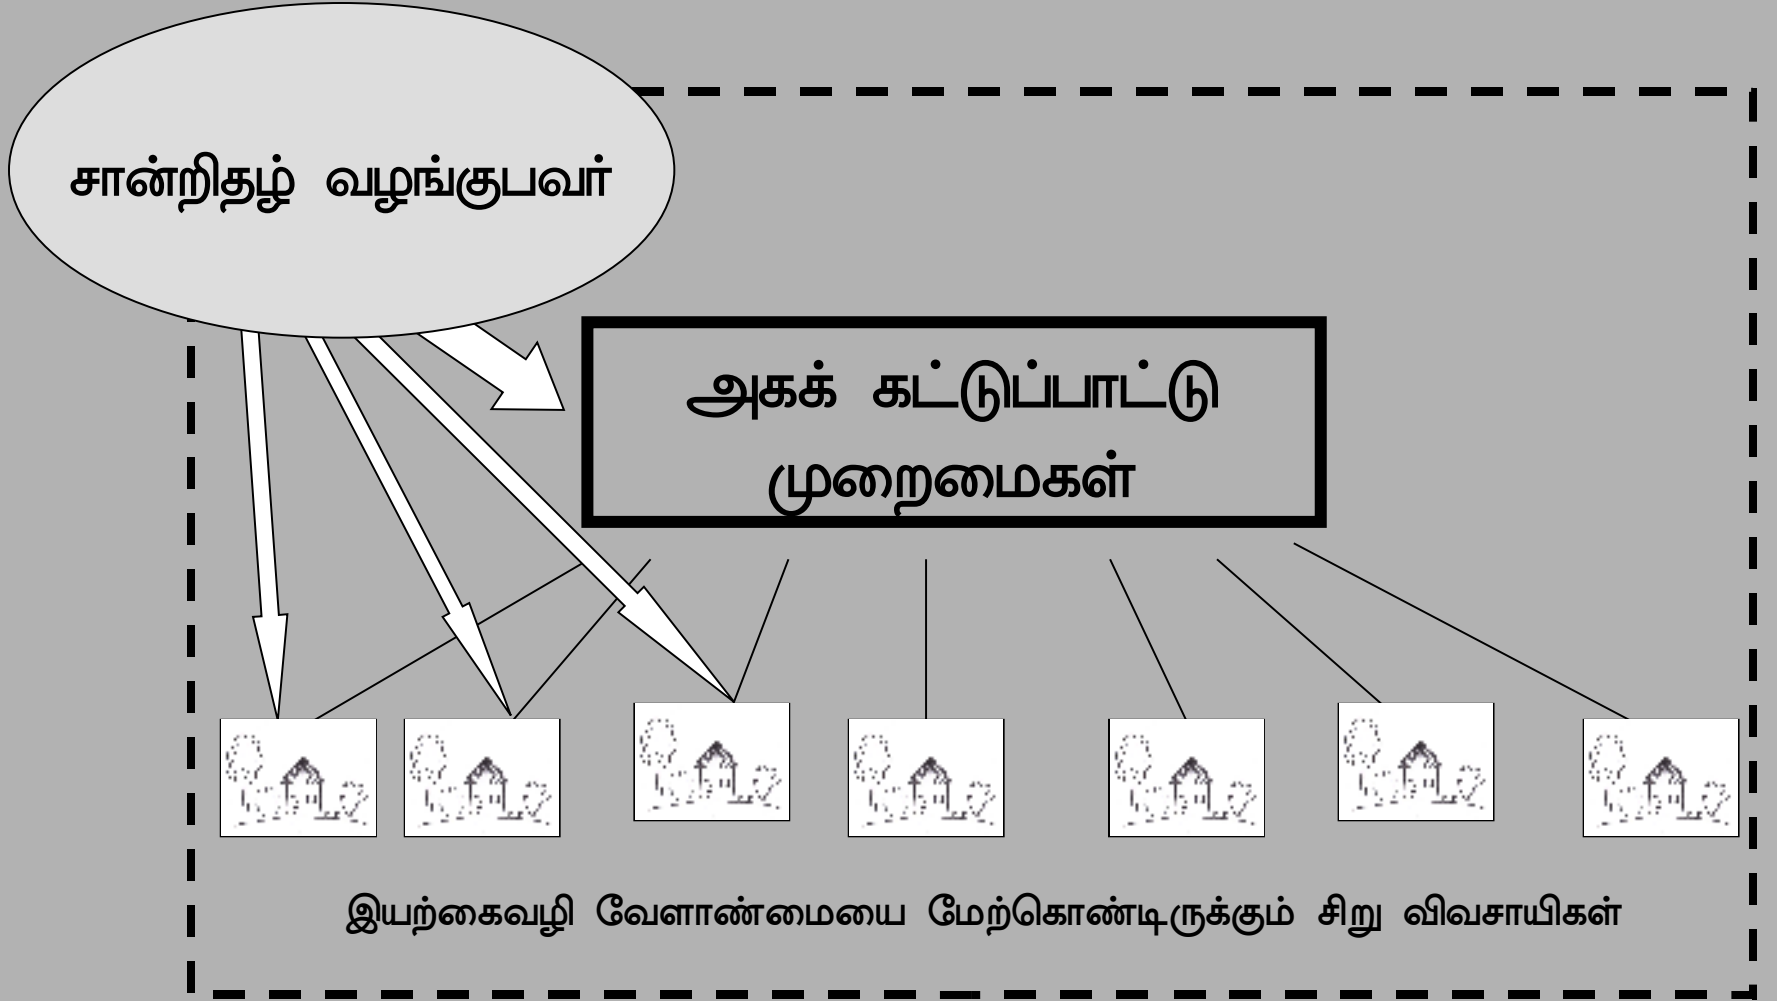 சான்றிதழ் வழங்குபவர்
அகக் கட்டுப்பாட்டு
முறைமைகள்
இயற்கைவழி வேளாண்மையை மேற்கொண்டிருக்கும் சிறு விவசாயிகள்